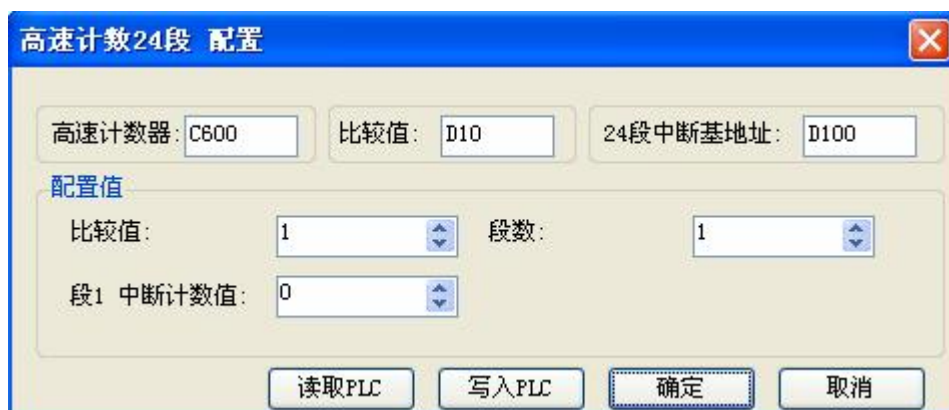 高速计数24段 配置
高速计数器: C600 比较值: D10 24段中断基地址: D100
配置值
比较值: 1 段数: 1
段1 中断计数值: 0
读取PLC 写入PLC 确定 取消